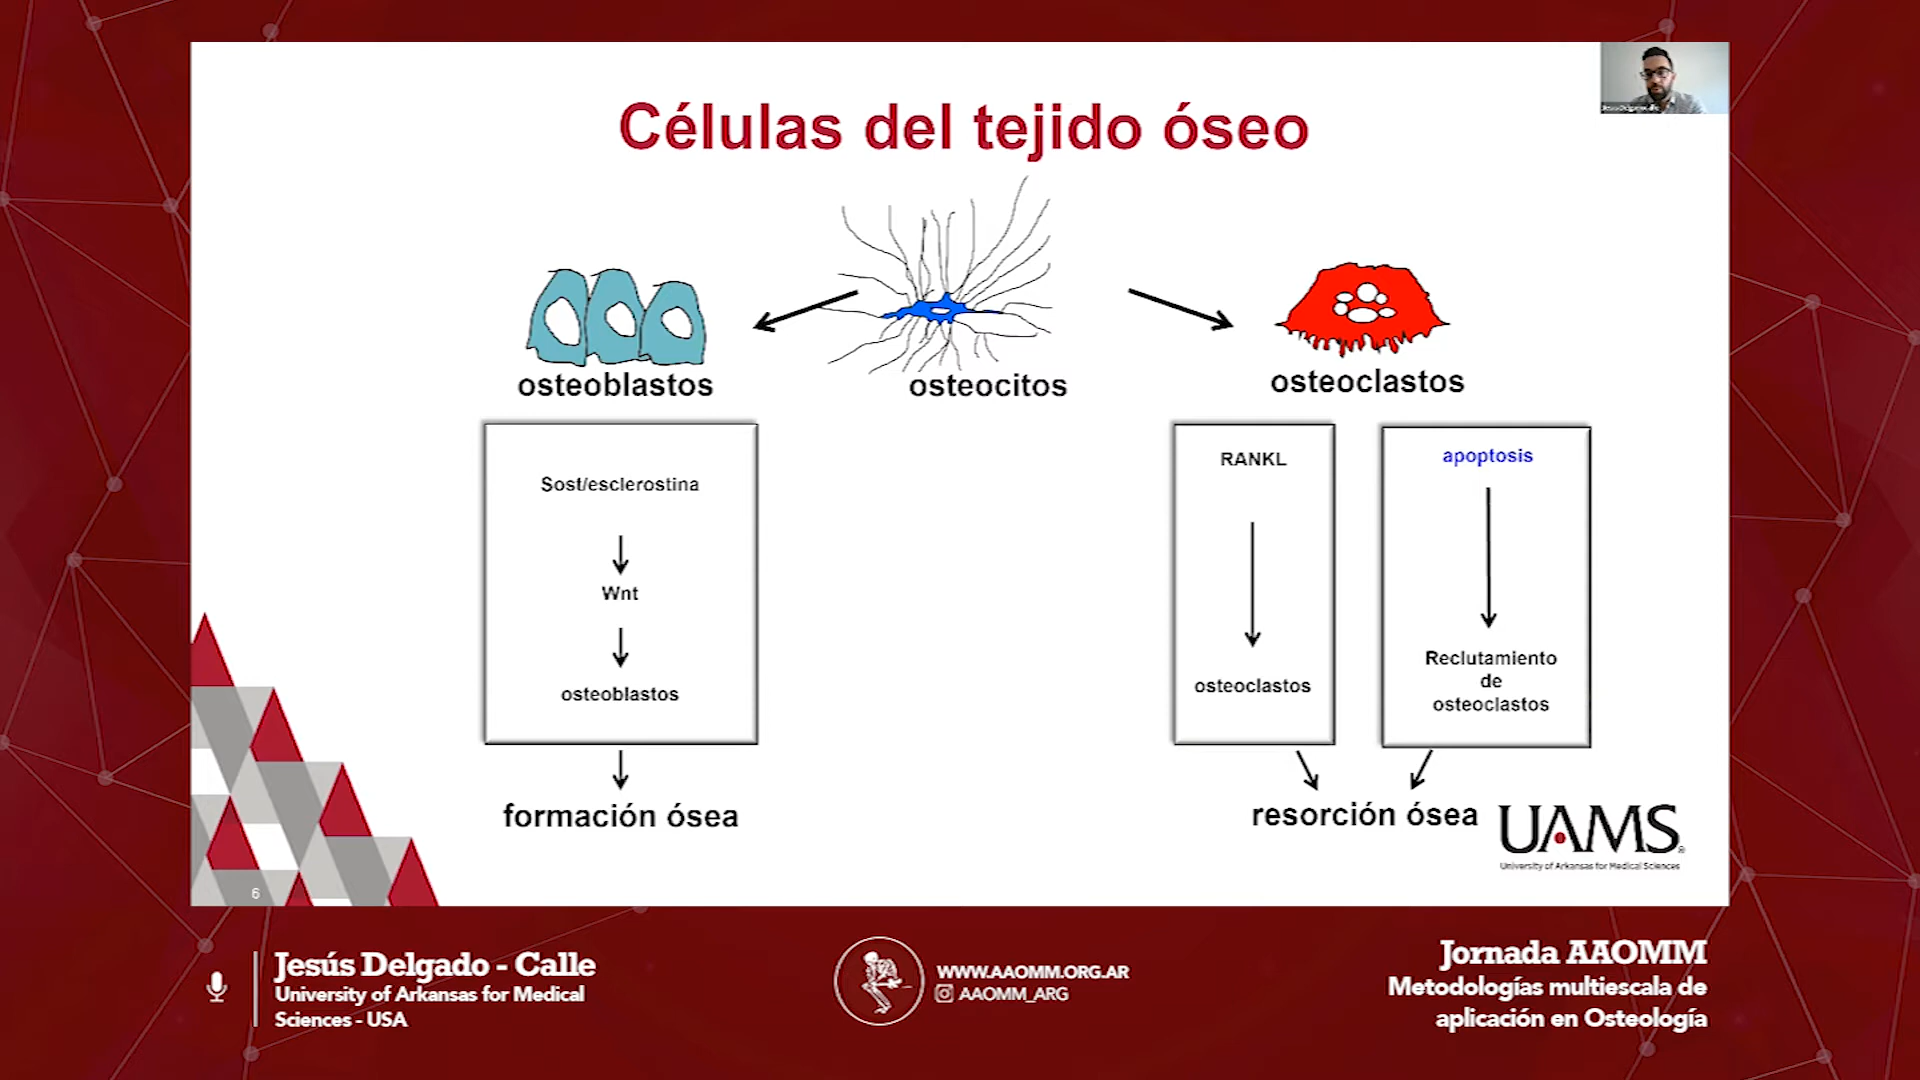 Células del tejido óseo
osteoblastos
osteocitos
osteoclastos
Sost/esclerostina
Wnt
osteoblastos
formación ósea
RANKL
osteoclastos
apoptosis
Reclutamiento
de
osteoclastos
resorción ósea
UAMS
University of Arkansas for Medical Sciences
6
Jesús Delgado - Calle
University of Arkansas for Medical
Sciences - USA
WWW.AAOMM.ORG.AR
AAOMM_ARG
Jornada AAOMM
Metodologías multiescala de
aplicación en Osteología